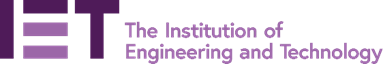 IET
The Institution of
Engineering and Technology